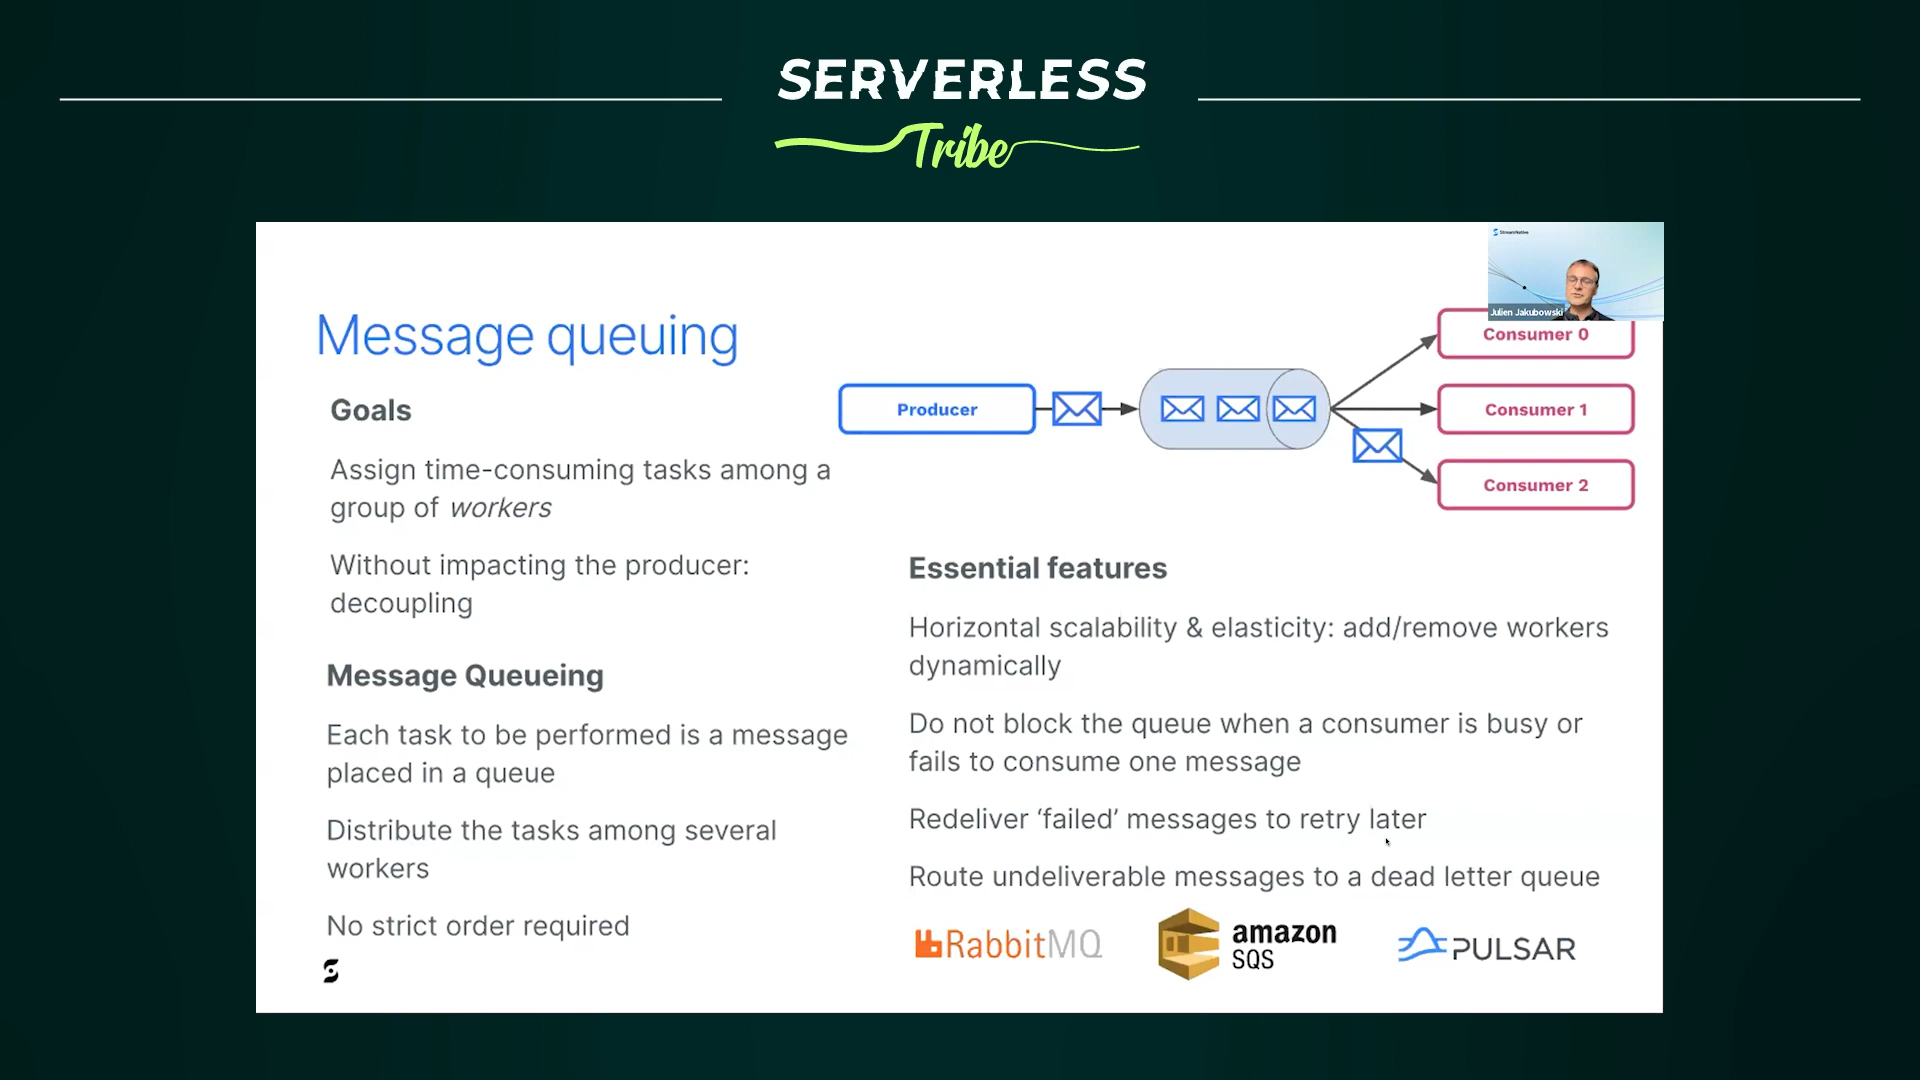 SERVERLESS
Tribe
StreamNative
Julien Jakubowski
Message queuing
Goals
Assign time-consuming tasks among a
group of workers
Without impacting the producer:
decoupling
Message Queueing
Each task to be performed is a message
placed in a queue
Distribute the tasks among several
workers
No strict order required
Producer
Consumer 0
Consumer 1
Consumer 2
Essential features
Horizontal scalability & elasticity: add/remove workers
dynamically
Do not block the queue when a consumer is busy or
fails to consume one message
Redeliver ‘failed’ messages to retry later
Route undeliverable messages to a dead letter queue
RabbitMQ
amazon
SQS
PULSAR